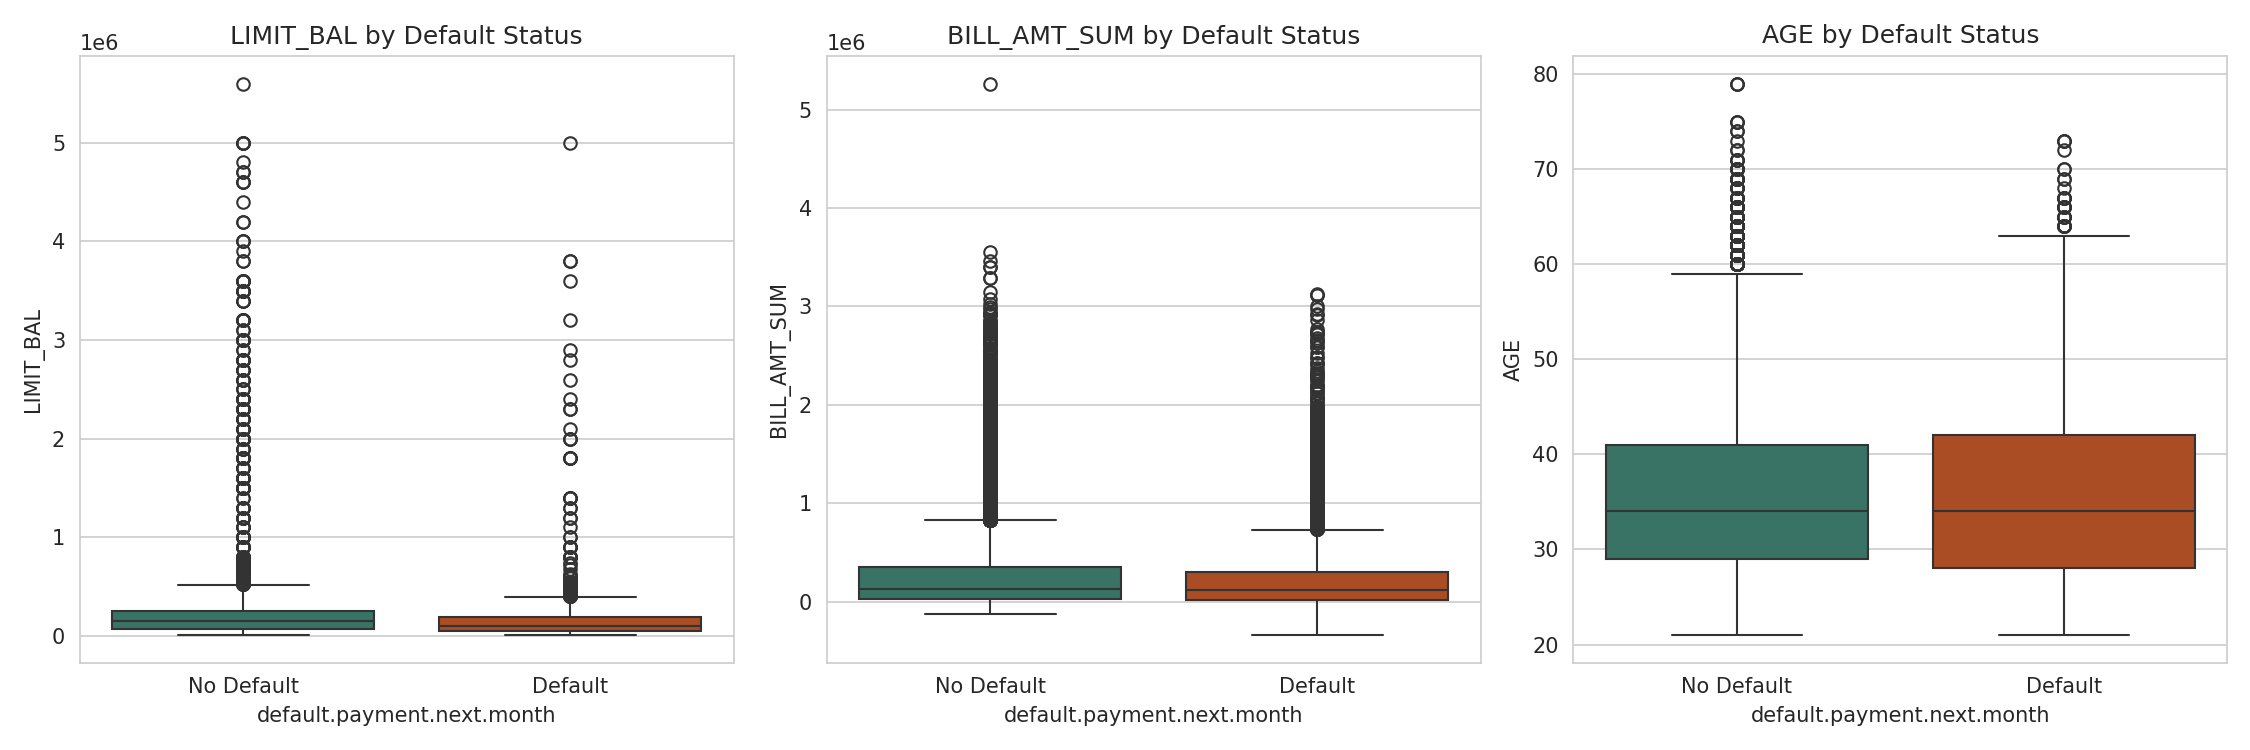 LIMIT_BAL by Default Status
1e6
5
4
3
2
1
0
LIMIT_BAL
No Default
Default
default.payment.next.month
BILL_AMT_SUM by Default Status
1e6
5
4
3
2
1
0
BILL_AMT_SUM
No Default
Default
default.payment.next.month
AGE by Default Status
80
70
60
50
40
30
20
AGE
No Default
Default
default.payment.next.month